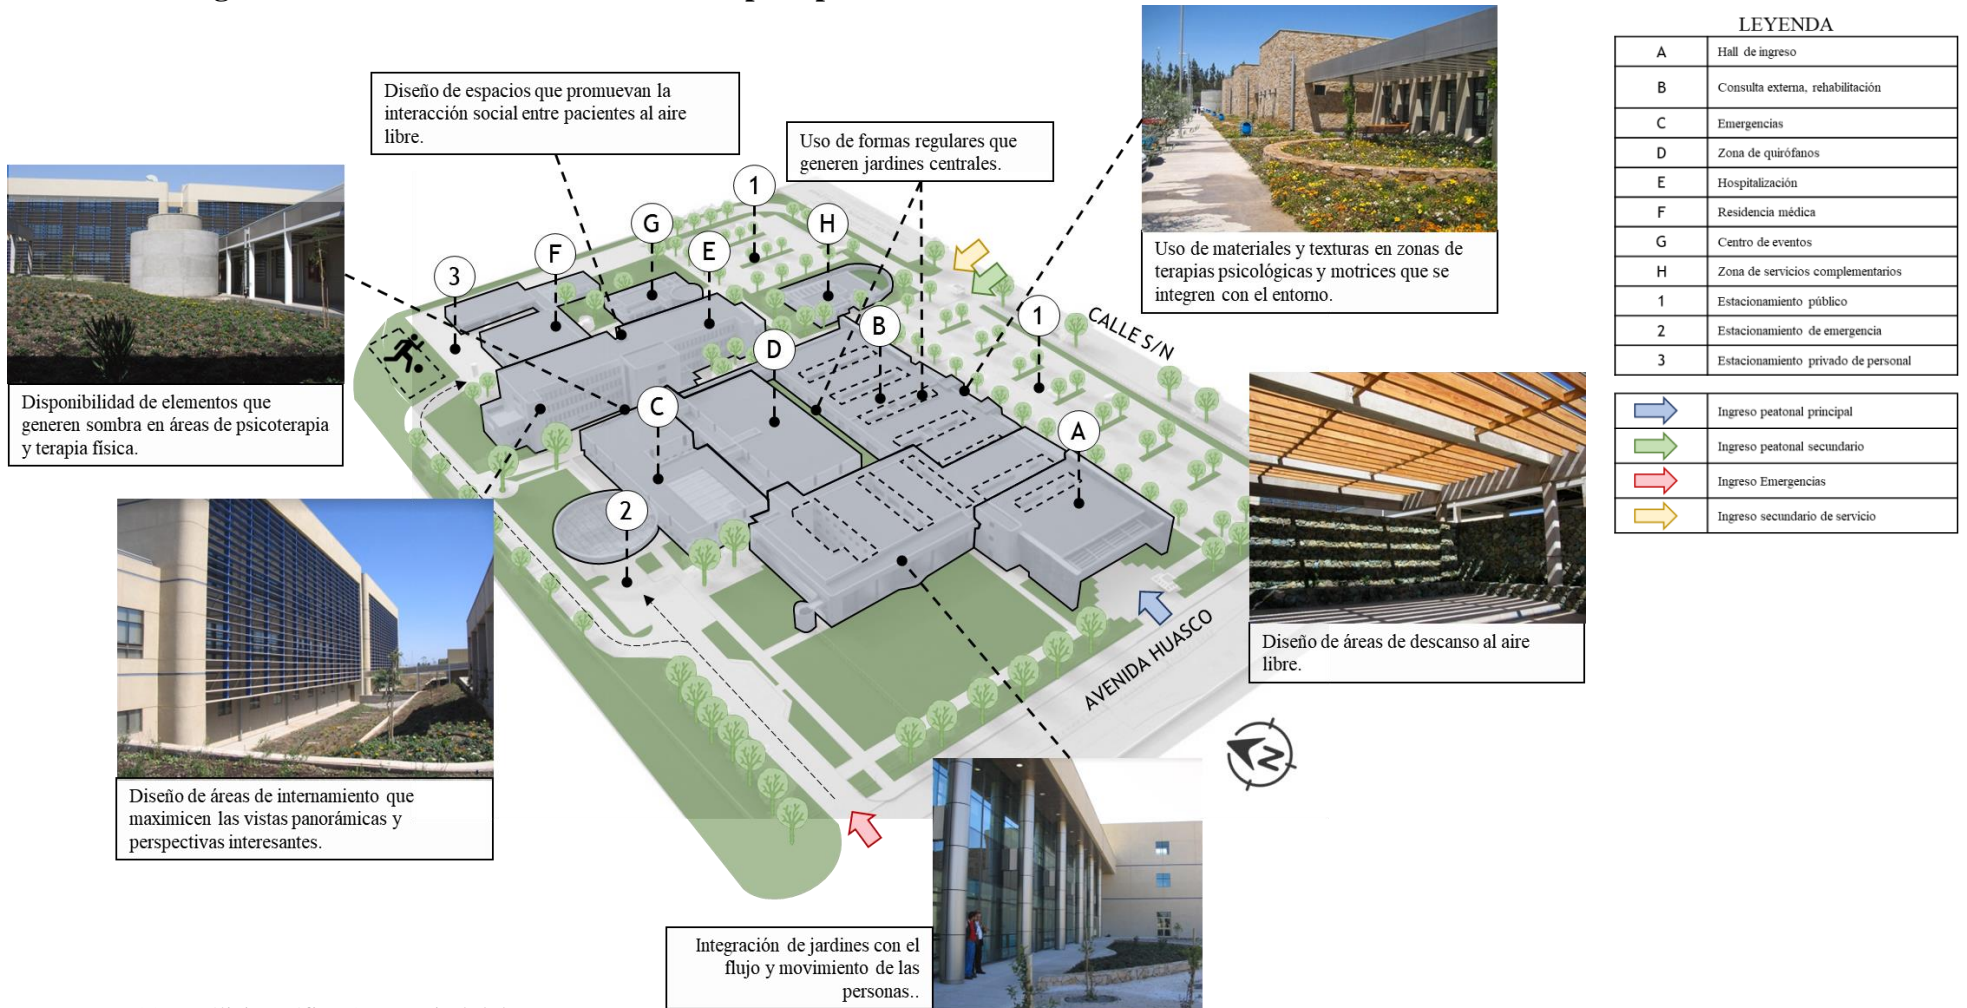 Diseño de espacios que promuevan la
interacción social entre pacientes al aire
libre.
Uso de formas regulares que
generen jardines centrales.
Uso de materiales y texturas en zonas de
terapias psicológicas y motrices que se
integren con el entorno.
Disponibilidad de elementos que
generen sombra en áreas de psicoterapia
y terapia física.
Diseño de áreas de internamiento que
maximicen las vistas panorámicas y
perspectivas interesantes.
Integración de jardines con el
flujo y movimiento de las
personas..
Diseño de áreas de descanso al aire
libre.
1
G
H
F
E
3
B
1
D
C
A
2
CALLE S/N
AVENIDA HUASCO
N
LEYENDA
A Hall de ingreso
B Consulta externa, rehabilitación
C Emergencias
D Zona de quirófanos
E Hospitalización
F Residencia médica
G Centro de eventos
H Zona de servicios complementarios
1 Estacionamiento público
2 Estacionamiento de emergencia
3 Estacionamiento privado de personal
Ingreso peatonal principal
Ingreso peatonal secundario
Ingreso Emergencias
Ingreso secundario de servicio